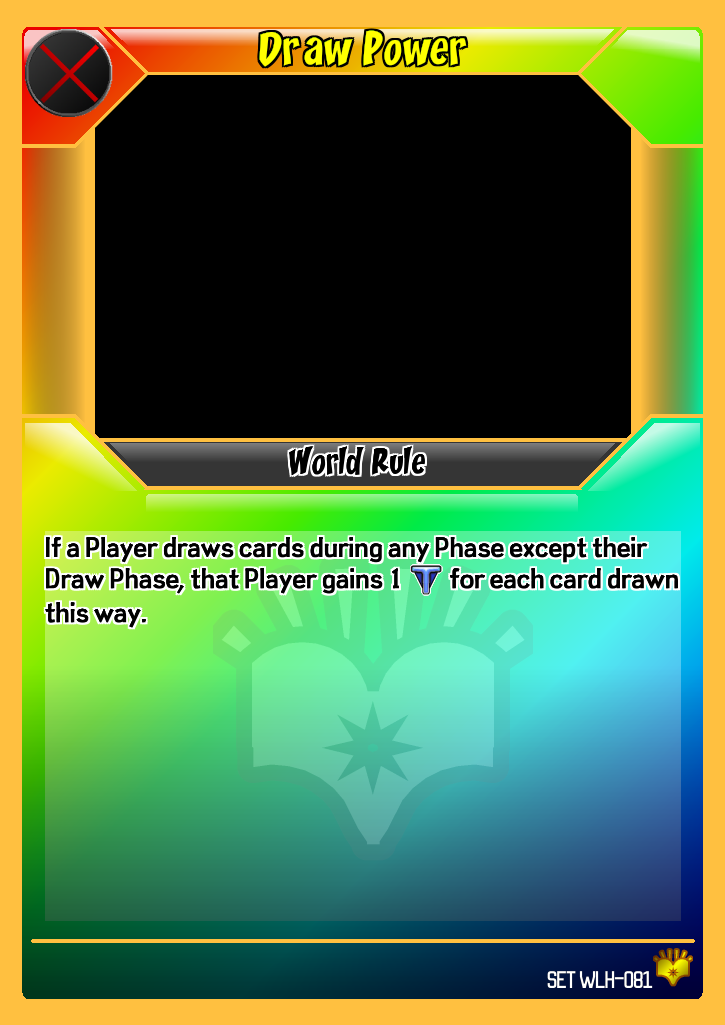 Draw Power
World Rule
If a Player draws cards during any Phase except their
Draw Phase, that Player gains 1 T for each card drawn
this way.
SET WLH-081